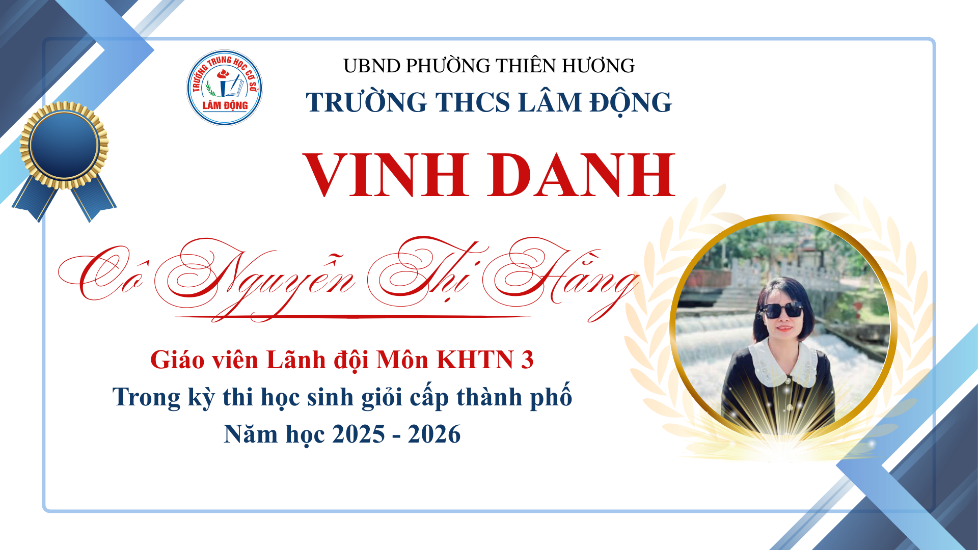 TRƯỜNG TRUNG HỌC CƠ SỞ
LÂM ĐỘNG
UBND PHƯỜNG THIÊN HƯƠNG
TRƯỜNG THCS LÂM ĐỘNG
VINH DANH
Cô Nguyễn Thị Hằng
Giáo viên Lãnh đội Môn KHTN 3
Trong kỳ thi học sinh giỏi cấp thành phố
Năm học 2025 - 2026